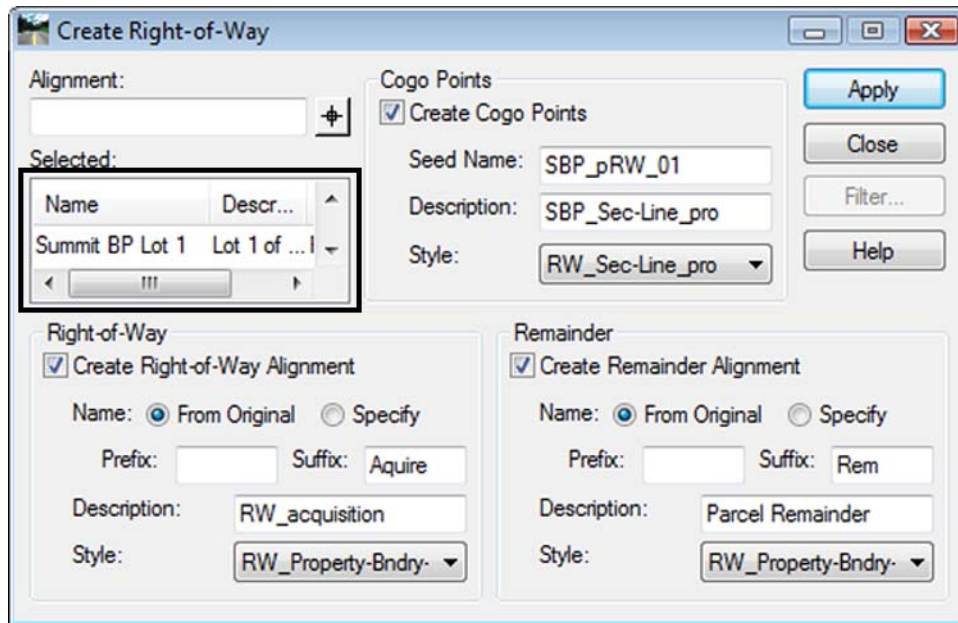 Create Right-of-Way
Alignment:
Selected:
Name Descr...
Summit BP Lot 1 Lot 1 of ...
Cogo Points
Create Cogo Points
Seed Name: SBP_pRW_01
Description: SBP_Sec-Line_pro
Style: RW_Sec-Line_pro
Apply
Close
Filter...
Help
Right-of-Way
Create Right-of-Way Alignment
Name: From Original Specify
Prefix: Suffix: Aquire
Description: RW_acquisition
Style: RW_Property-Bndry-
Remainder
Create Remainder Alignment
Name: From Original Specify
Prefix: Suffix: Rem
Description: Parcel Remainder
Style: RW_Property-Bndry-